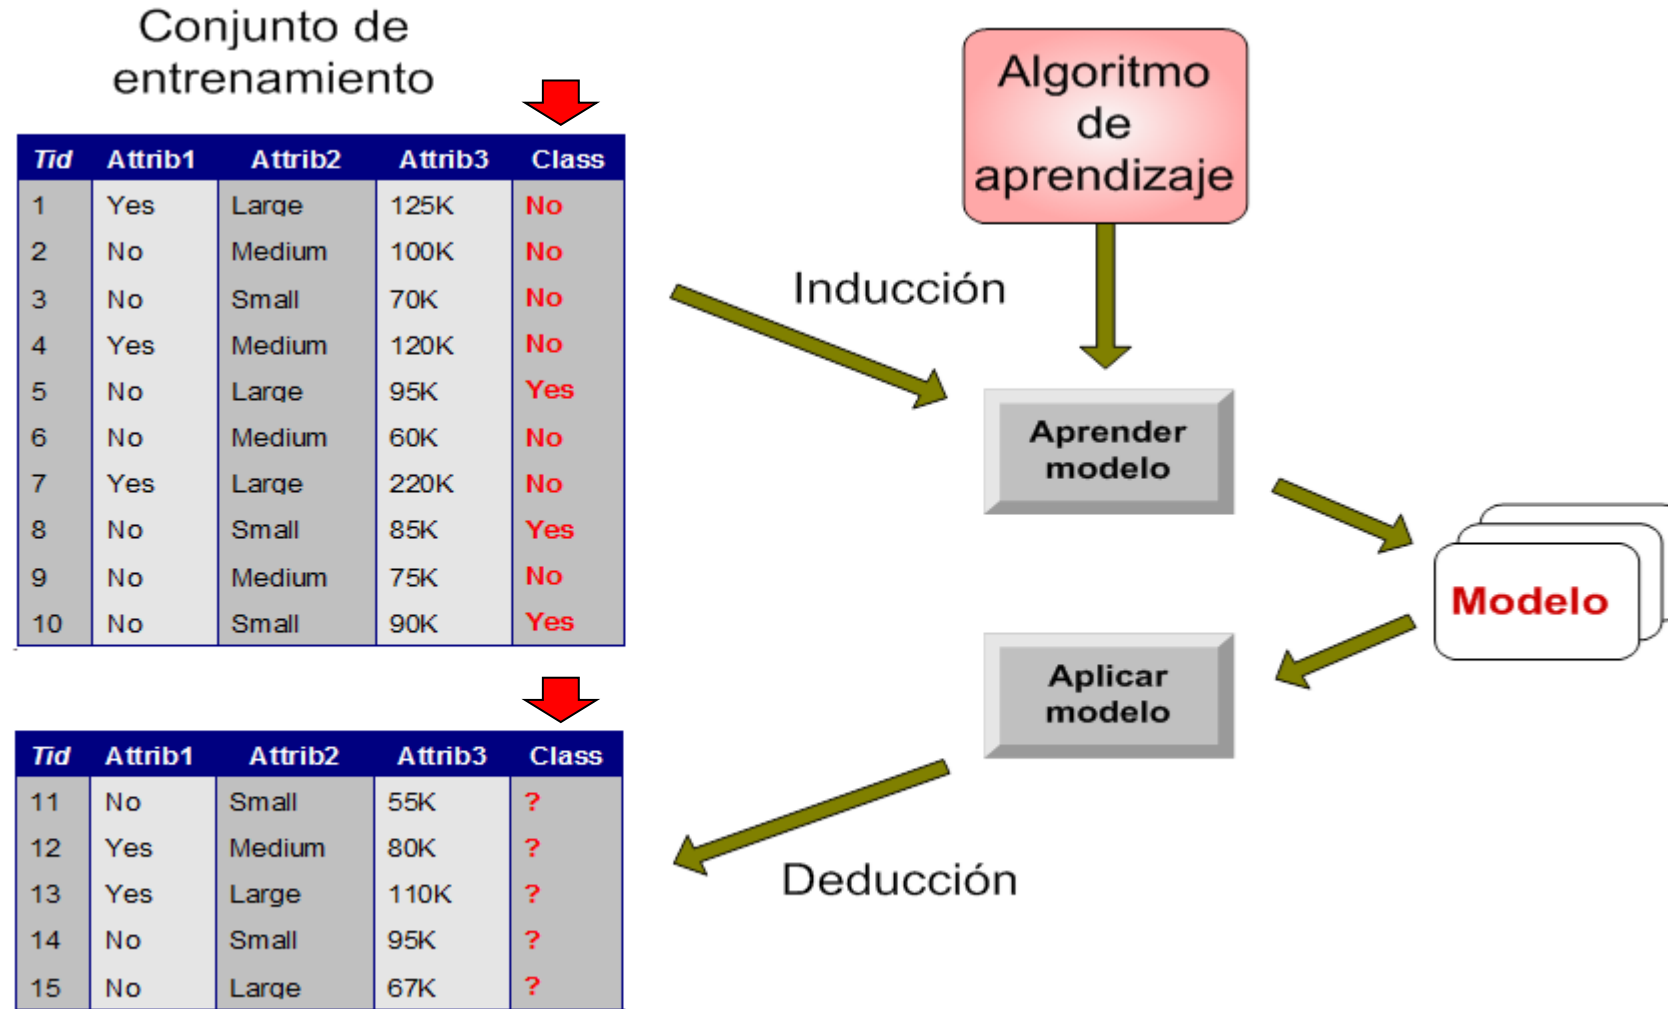 Conjunto de
entrenamiento
Tid Attrib1 Attrib2 Attrib3 Class
1 Yes Large 125K No
2 No Medium 100K No
3 No Small 70K No
4 Yes Medium 120K No
5 No Large 95K Yes
6 No Medium 60K No
7 Yes Large 220K No
8 No Small 85K Yes
9 No Medium 75K No
10 No Small 90K Yes
Tid Attrib1 Attrib2 Attrib3 Class
11 No Small 55K ?
12 Yes Medium 80K ?
13 Yes Large 110K ?
14 No Small 95K ?
15 No Large 67K ?
Algoritmo
de
aprendizaje
Inducción
Aprender
modelo
Modelo
Aplicar
modelo
Deducción